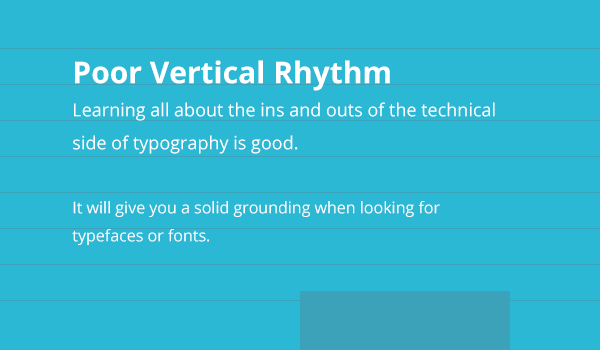 Poor Vertical Rhythm
Learning all about the ins and outs of the technical
side of typography is good.
It will give you a solid grounding when looking for
typefaces or fonts.